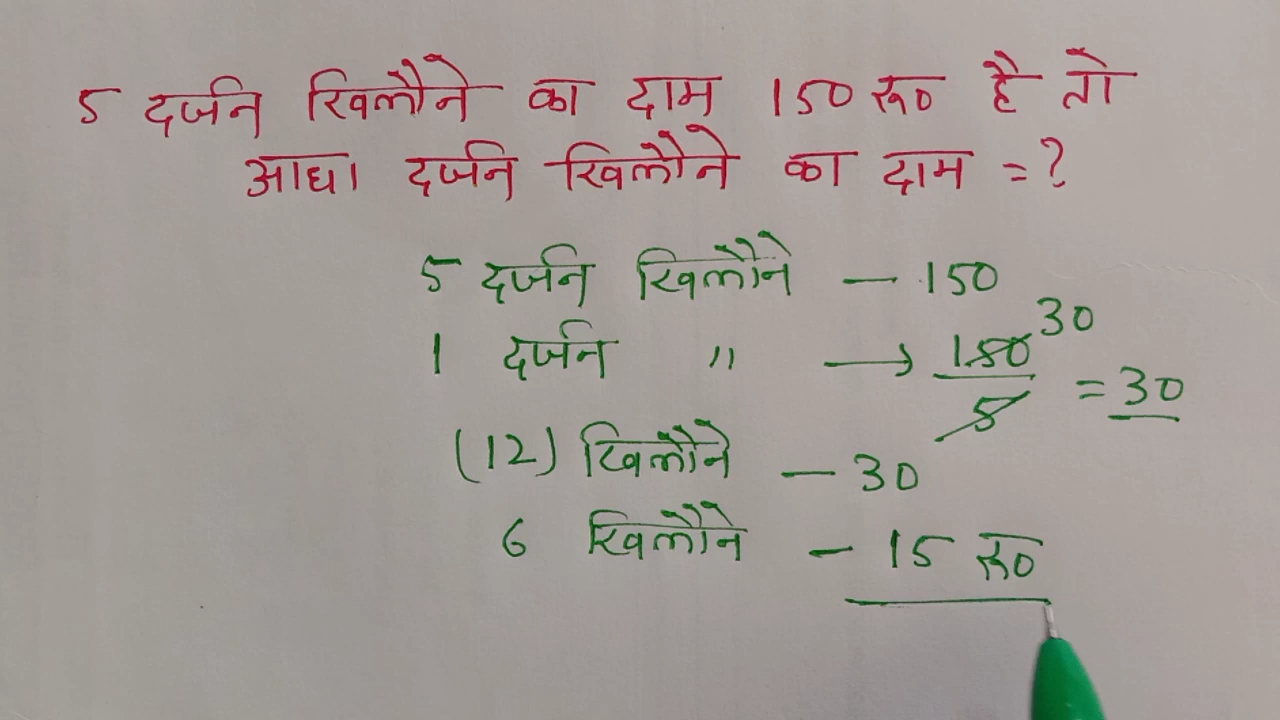 5 दर्जन खिलौने का दाम 150 रू० है तो
आधा दर्जन खिलौने का दाम = ?
5 दर्जन खिलौने — 150
1 दर्जन " → 150/5 30 = 30
(12) खिलौने — 30
6 खिलौने — 15 रू०